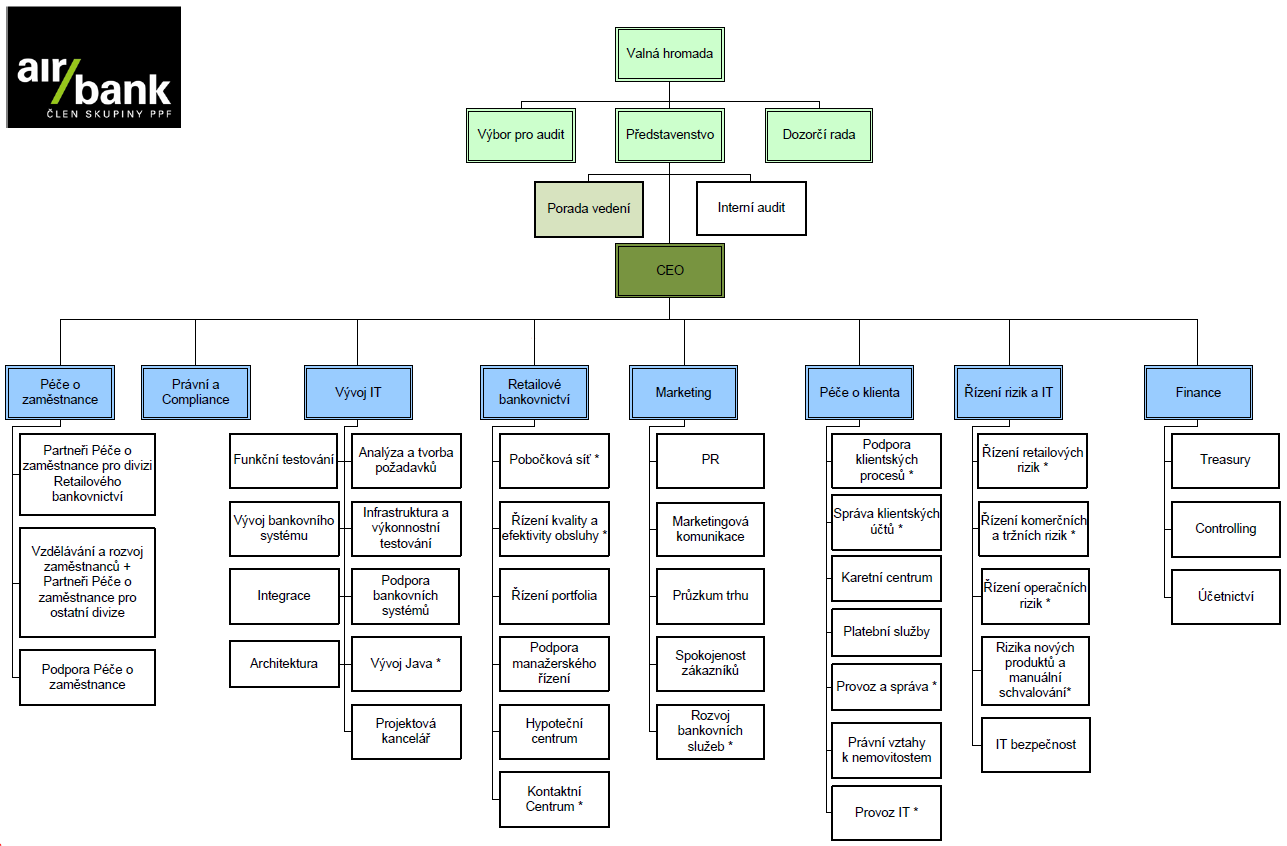 air/bank
ČLEN SKUPINY PPF
Valná hromada
Výbor pro audit
Představenstvo
Dozorčí rada
Porada vedení
Interní audit
CEO
Péče o
zaměstnance
Právní a
Compliance
Vývoj IT
Retailové
bankovnictví
Marketing
Péče o klienta
Řízení rizik a IT
Finance
Partneři Péče o
zaměstnance pro divizi
Retailového
bankovnictví
Vzdělávání a rozvoj
zaměstnanců +
Partneři Péče o
zaměstnance pro
ostatní divize
Podpora Péče o
zaměstnance
Funkční testování
Vývoj bankovního
systému
Integrace
Architektura
Analýza a tvorba
požadavků
Infrastruktura a
výkonnostní
testování
Podpora
bankovních
systémů
Vývoj Java *
Projektová
kancelář
Pobočková síť *
Řízení kvality a
efektivity obsluhy *
Řízení portfolia
Podpora
manažerského
řízení
Hypoteční
centrum
Kontaktní
Centrum *
PR
Marketingová
komunikace
Průzkum trhu
Spokojenost
zákazníků
Rozvoj
bankovních
služeb *
Podpora
klientských
procesů *
Správa klientských
účtů *
Karetní centrum
Platební služby
Provoz a správa *
Právní vztahy
k nemovitostem
Provoz IT *
Řízení retailových
rizik *
Řízení komerčních
a tržních rizik *
Řízení operačních
rizik *
Rizika nových
produktů a
manuální
schvalování*
IT bezpečnost
Treasury
Controlling
Účetnictví